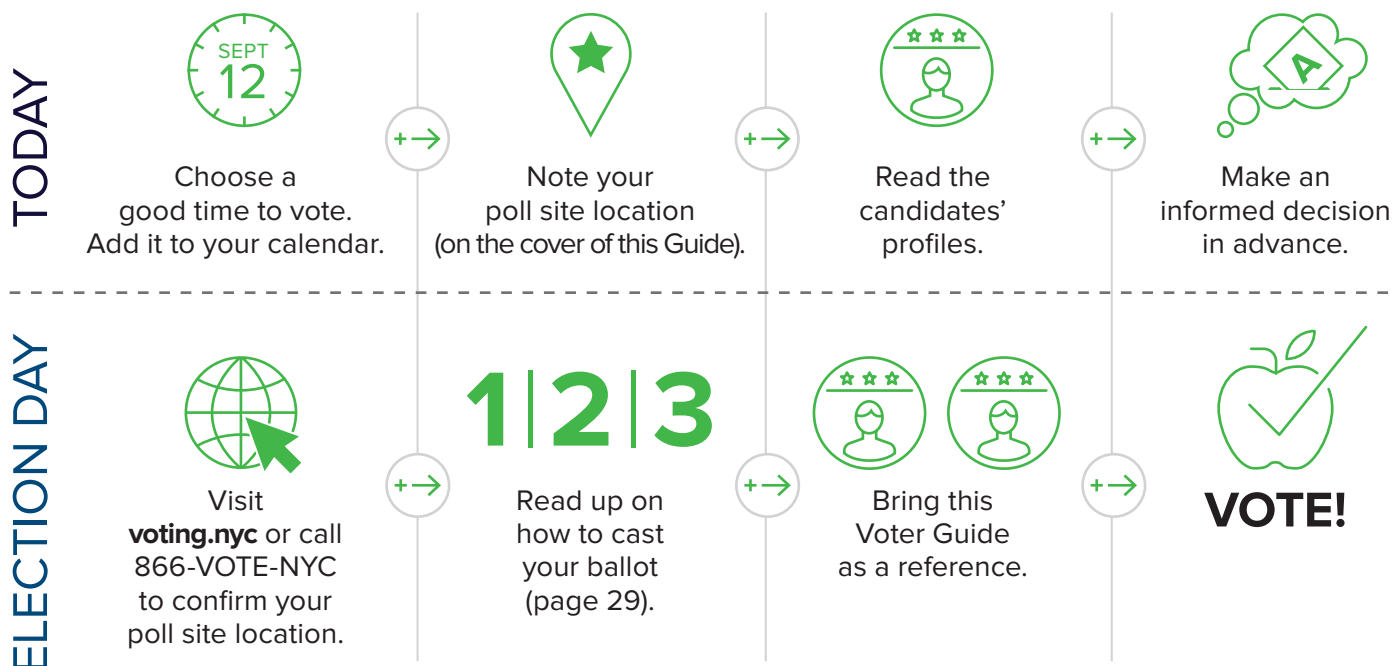 TODAY
SEPT
12
Choose a
good time to vote.
Add it to your calendar.
Note your
poll site location
(on the cover of this Guide).
Read the
candidates’
profiles.
A
Make an
informed decision
in advance.
ELECTION DAY
Visit
voting.nyc or call
866-VOTE-NYC
to confirm your
poll site location.
1|2|3
Read up on
how to cast
your ballot
(page 29).
Bring this
Voter Guide
as a reference.
VOTE!